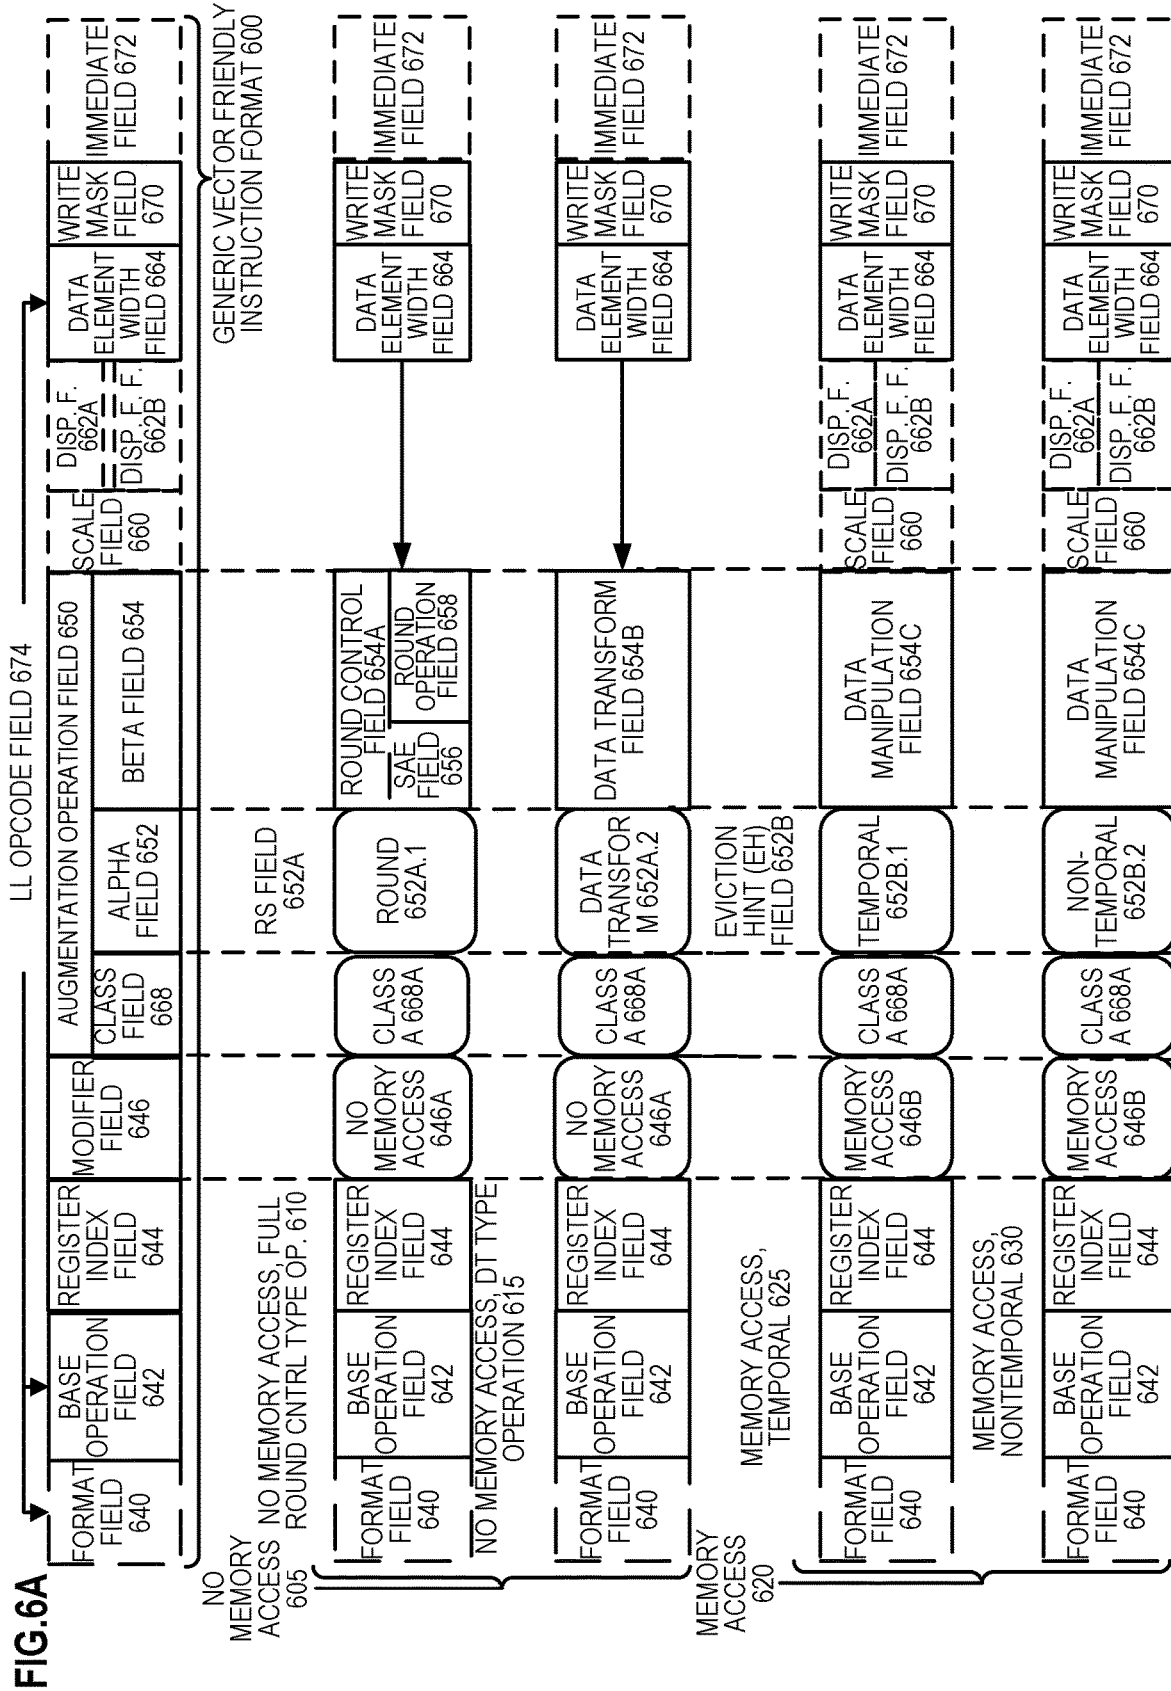 FIG.6A
LL OPCODE FIELD 674
FORMAT
FIELD
640
BASE
OPERATION
FIELD
642
REGISTER
INDEX
FIELD
644
MODIFIER
FIELD
646
AUGMENTATION OPERATION FIELD 650
CLASS
FIELD
668
ALPHA
FIELD 652
BETA FIELD 654
SCALE
FIELD
660
DISP. F.
662A
DISP. F. F.
662B
DATA
ELEMENT
WIDTH
FIELD 664
WRITE
MASK
FIELD
670
IMMEDIATE
FIELD 672
GENERIC VECTOR FRIENDLY
INSTRUCTION FORMAT 600
NO
MEMORY
ACCESS
605
NO MEMORY ACCESS, FULL
ROUND CNTRL TYPE OP. 610
RS FIELD
652A
FORMAT
FIELD
640
BASE
OPERATION
FIELD
642
REGISTER
INDEX
FIELD
644
NO
MEMORY
ACCESS
646A
CLASS
A 668A
ROUND
652A.1
ROUND CONTROL
FIELD 654A
SAE
FIELD
656
ROUND
OPERATION
FIELD 658
DATA
ELEMENT
WIDTH
FIELD 664
WRITE
MASK
FIELD
670
IMMEDIATE
FIELD 672
NO MEMORY ACCESS, DT TYPE
OPERATION 615
FORMAT
FIELD
640
BASE
OPERATION
FIELD
642
REGISTER
INDEX
FIELD
644
NO
MEMORY
ACCESS
646A
CLASS
A 668A
DATA
TRANSFOR
M 652A.2
DATA TRANSFORM
FIELD 654B
DATA
ELEMENT
WIDTH
FIELD 664
WRITE
MASK
FIELD
670
IMMEDIATE
FIELD 672
MEMORY
ACCESS
620
MEMORY ACCESS,
TEMPORAL 625
EVICTION
HINT (EH)
FIELD 652B
FORMAT
FIELD
640
BASE
OPERATION
FIELD
642
REGISTER
INDEX
FIELD
644
MEMORY
ACCESS
646B
CLASS
A 668A
TEMPORAL
652B.1
DATA
MANIPULATION
FIELD 654C
SCALE
FIELD
660
DISP. F.
662A
DISP. F. F.
662B
DATA
ELEMENT
WIDTH
FIELD 664
WRITE
MASK
FIELD
670
IMMEDIATE
FIELD 672
MEMORY ACCESS,
NONTEMPORAL 630
FORMAT
FIELD
640
BASE
OPERATION
FIELD
642
REGISTER
INDEX
FIELD
644
MEMORY
ACCESS
646B
CLASS
A 668A
NON-
TEMPORAL
652B.2
DATA
MANIPULATION
FIELD 654C
SCALE
FIELD
660
DISP. F.
662A
DISP. F. F.
662B
DATA
ELEMENT
WIDTH
FIELD 664
WRITE
MASK
FIELD
670
IMMEDIATE
FIELD 672